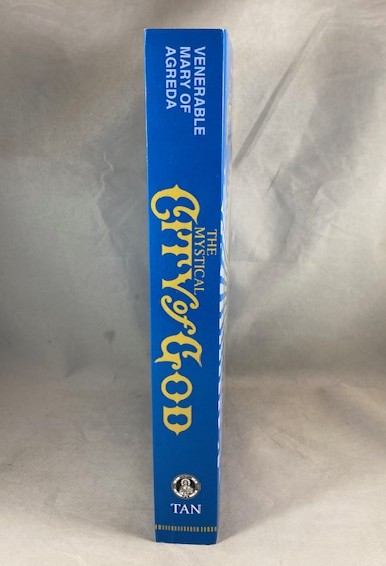 VENERABLE
MARY OF
AGREDA
THE
MYSTICAL
CITY of GOD
TAN